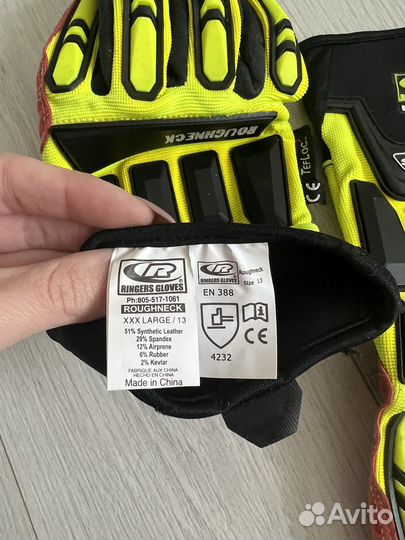 ROUGHNECK
TEFLOC
CE
R
RINGERS GLOVES
Ph:805-517-1061
ROUGHNECK
XXX LARGE / 13
51% Synthetic Leather
29% Spandex
12% Airprene
6% Rubber
2% Kevlar
FABRIQUE AUX CHINA
HECHO EN CHINA
Made in China
R
RINGERS GLOVES
Roughneck
Size 13
EN 388
CE
4232
Avito